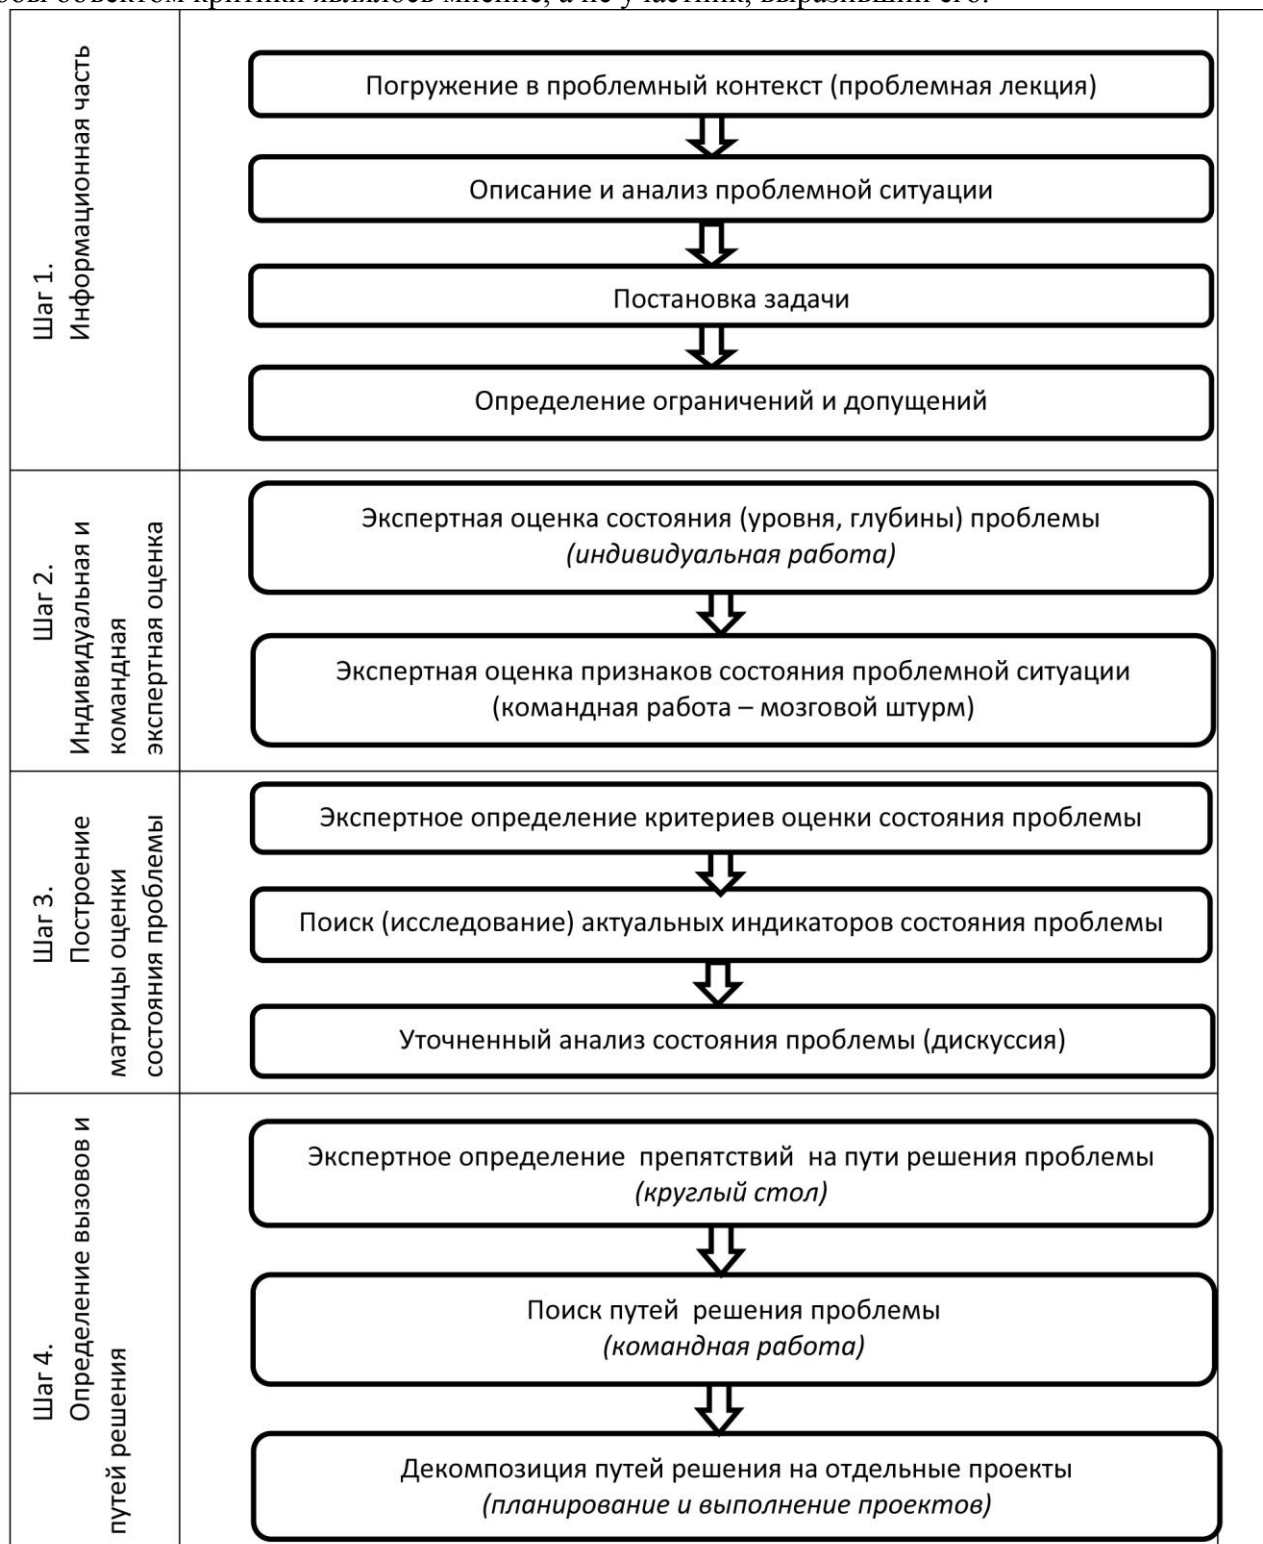 объектом критики являлось мнение, а не участник, выразивший его.
Шаг 1.
Информационная часть
Погружение в проблемный контекст (проблемная лекция)
Описание и анализ проблемной ситуации
Постановка задачи
Определение ограничений и допущений
Шаг 2.
Индивидуальная и
командная
экспертная оценка
Экспертная оценка состояния (уровня, глубины) проблемы
(индивидуальная работа)
Экспертная оценка признаков состояния проблемной ситуации
(командная работа – мозговой штурм)
Шаг 3.
Построение
матрицы оценки
состояния проблемы
Экспертное определение критериев оценки состояния проблемы
Поиск (исследование) актуальных индикаторов состояния проблемы
Уточненный анализ состояния проблемы (дискуссия)
Шаг 4.
Определение вызовов и
путей решения
Экспертное определение препятствий на пути решения проблемы
(круглый стол)
Поиск путей решения проблемы
(командная работа)
Декомпозиция путей решения на отдельные проекты
(планирование и выполнение проектов)